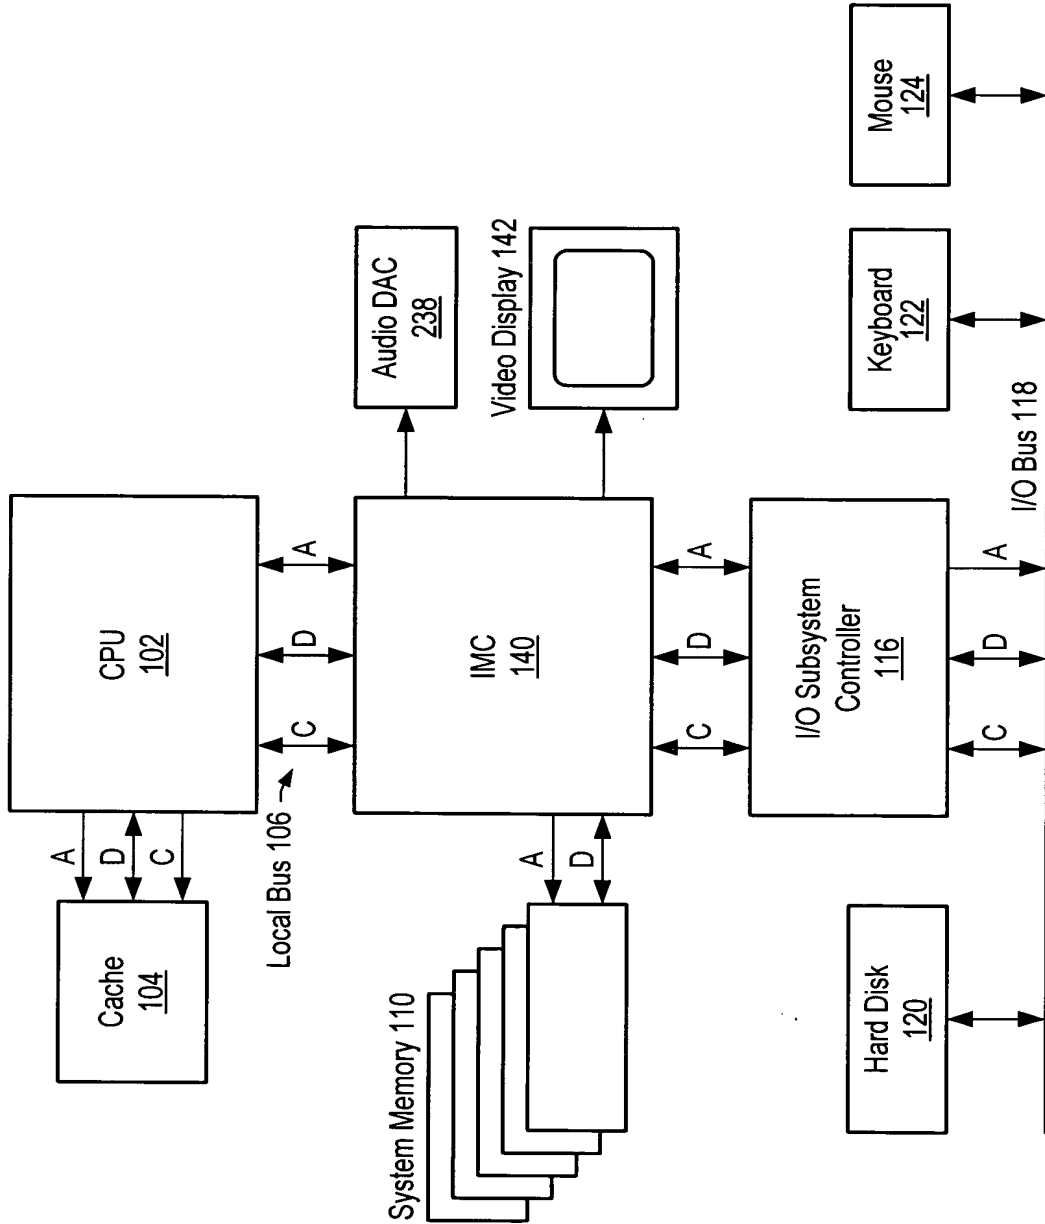 Cache
104
A
D
C
CPU
102
Local Bus 106
C
D
A
System Memory 110
A
D
IMC
140
Audio DAC
238
Video Display 142
C
D
A
Hard Disk
120
I/O Subsystem
Controller
116
Keyboard
122
Mouse
124
C
D
A
I/O Bus 118